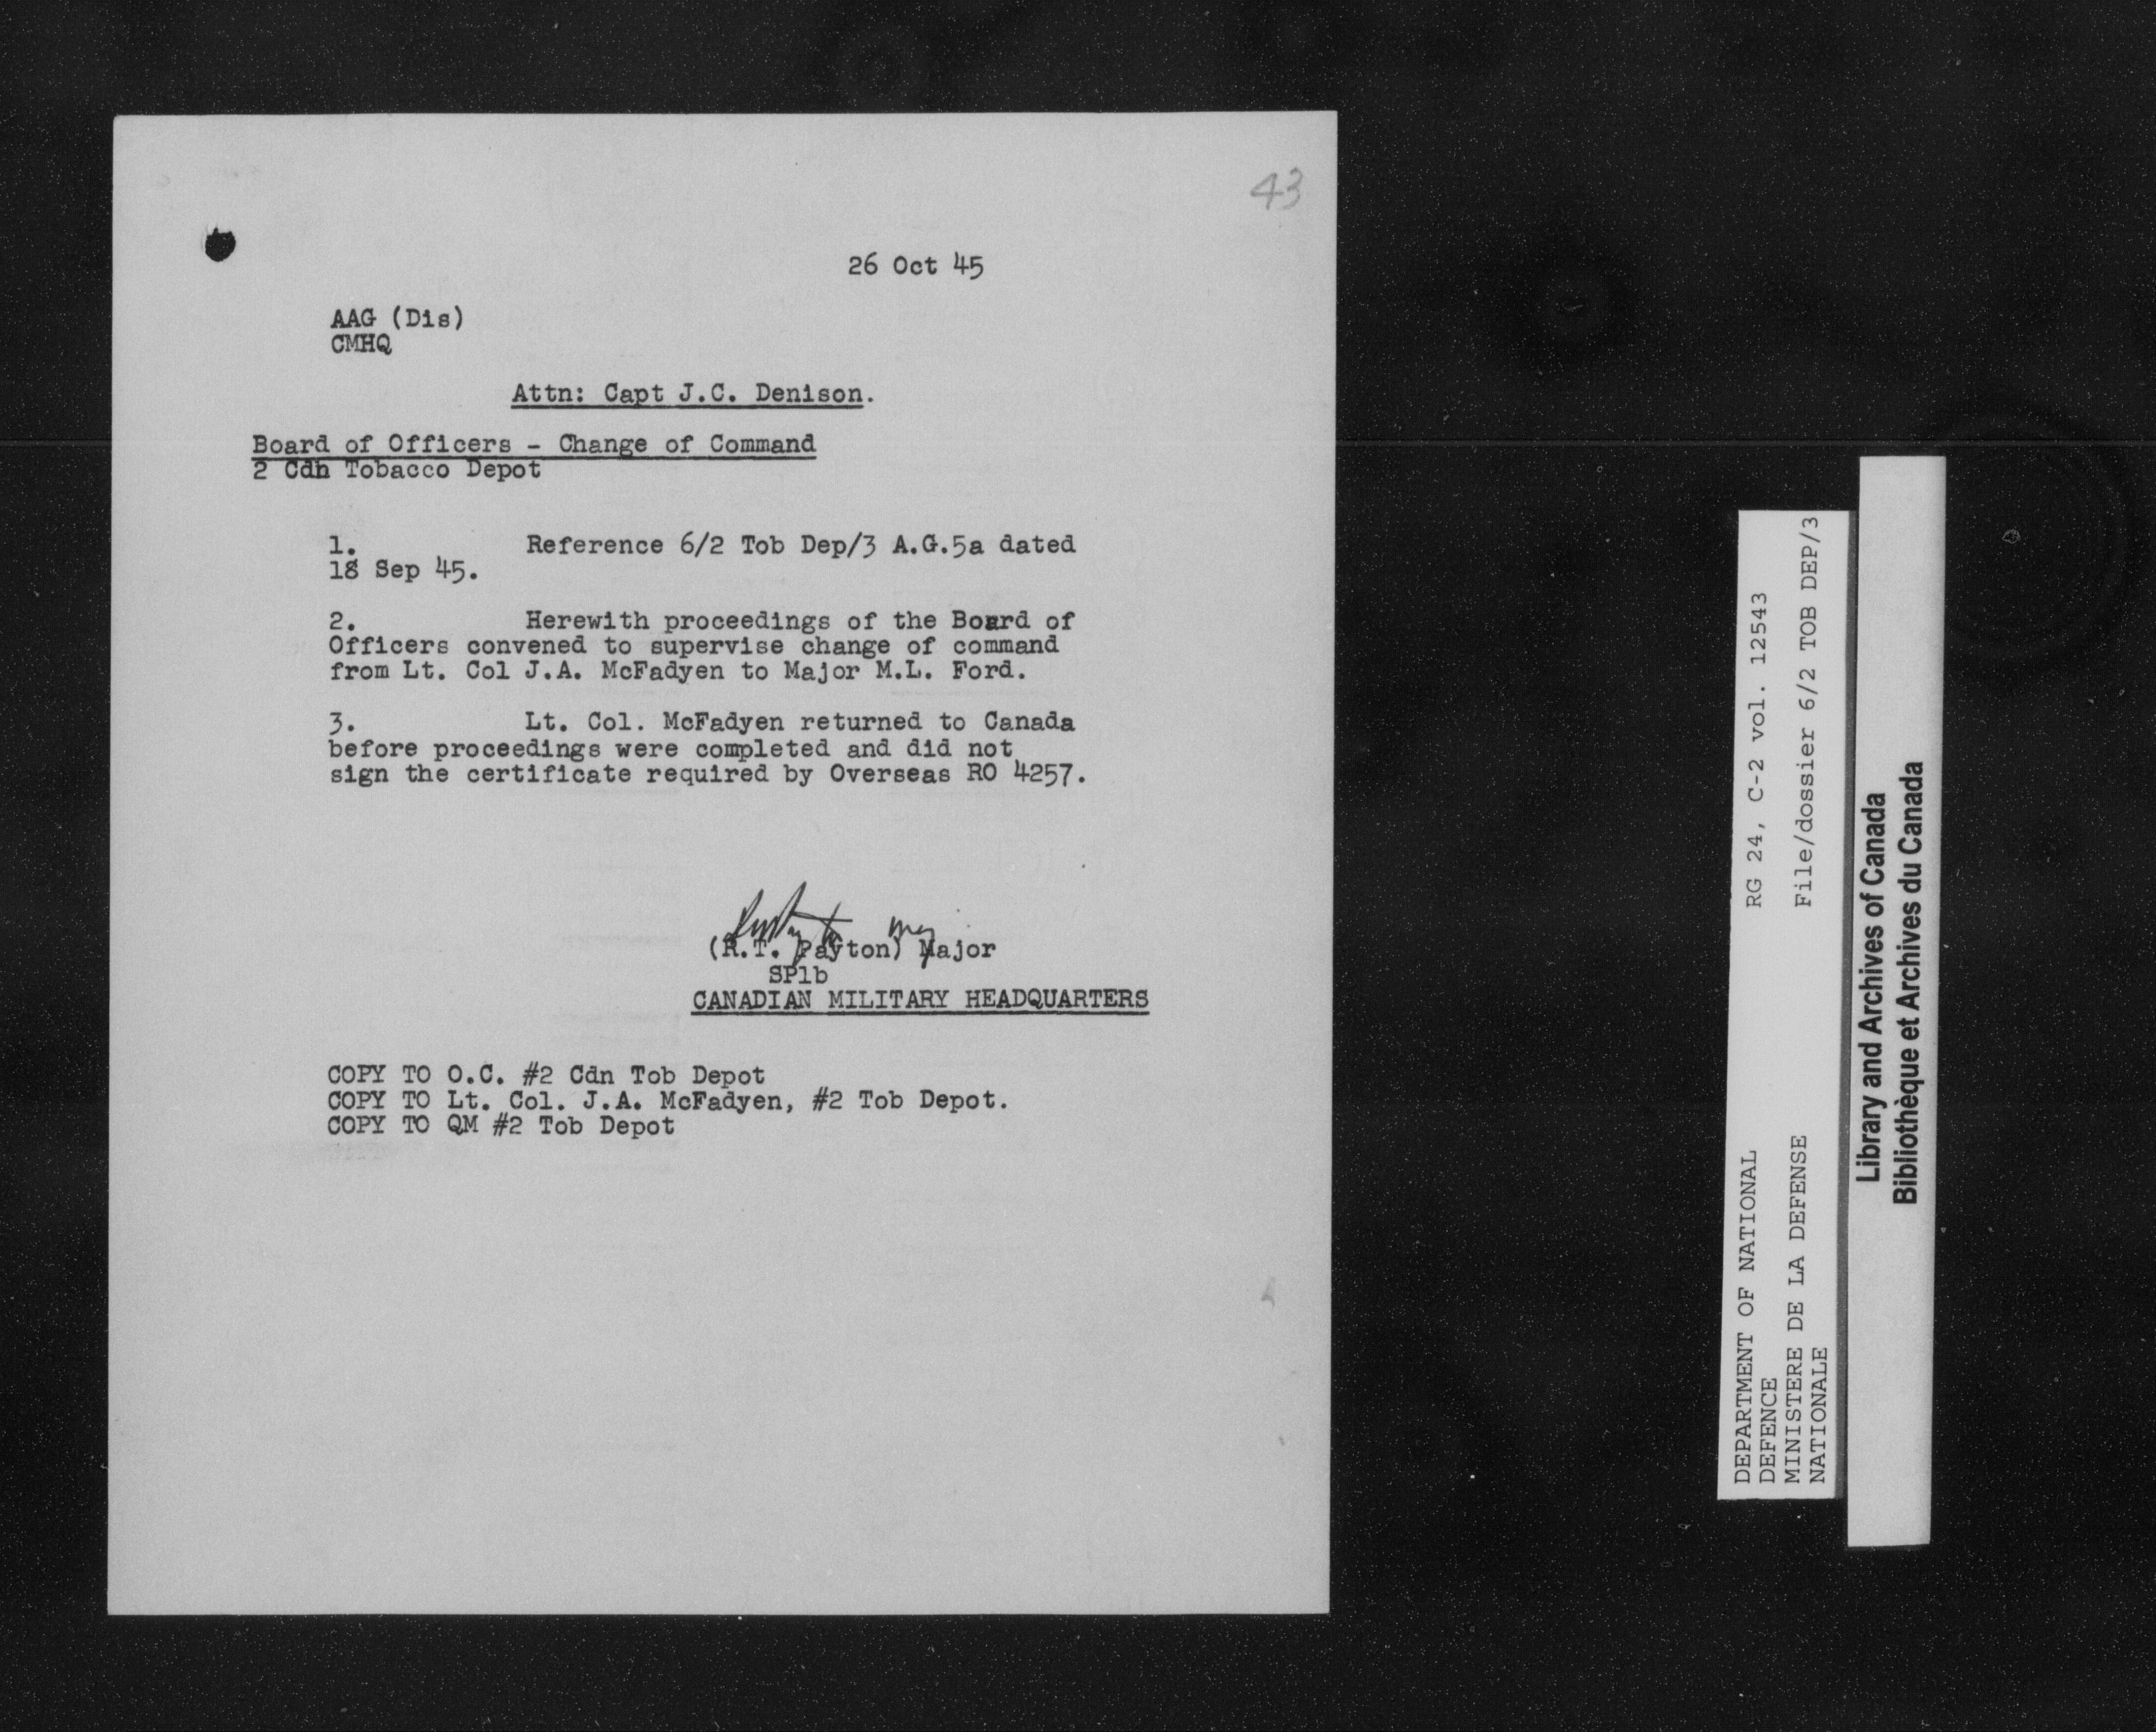 43
26 Oct 45
AAG (Dis)
CMHQ
Attn: Capt J.C. Denison.
Board of Officers - Change of Command
2 Cdn Tobacco Depot
1. Reference 6/2 Tob Dep/3 A.G.5a dated
18 Sep 45.
2. Herewith proceedings of the Board of
Officers convened to supervise change of command
from Lt. Col J.A. McFadyen to Major M.L. Ford.
3. Lt. Col. McFadyen returned to Canada
before proceedings were completed and did not
sign the certificate required by Overseas RO 4257.
(R.T. Payton) Major
SP1b
CANADIAN MILITARY HEADQUARTERS
COPY TO O.C. #2 Cdn Tob Depot
COPY TO Lt. Col. J.A. McFadyen, #2 Tob Depot.
COPY TO QM #2 Tob Depot
DEPARTMENT OF NATIONAL
DEFENCE
MINISTERE DE LA DEFENSE
NATIONALE
RG 24, C-2 vol. 12543
File/dossier 6/2 TOB DEP/3
Library and Archives of Canada
Bibliothèque et Archives du Canada